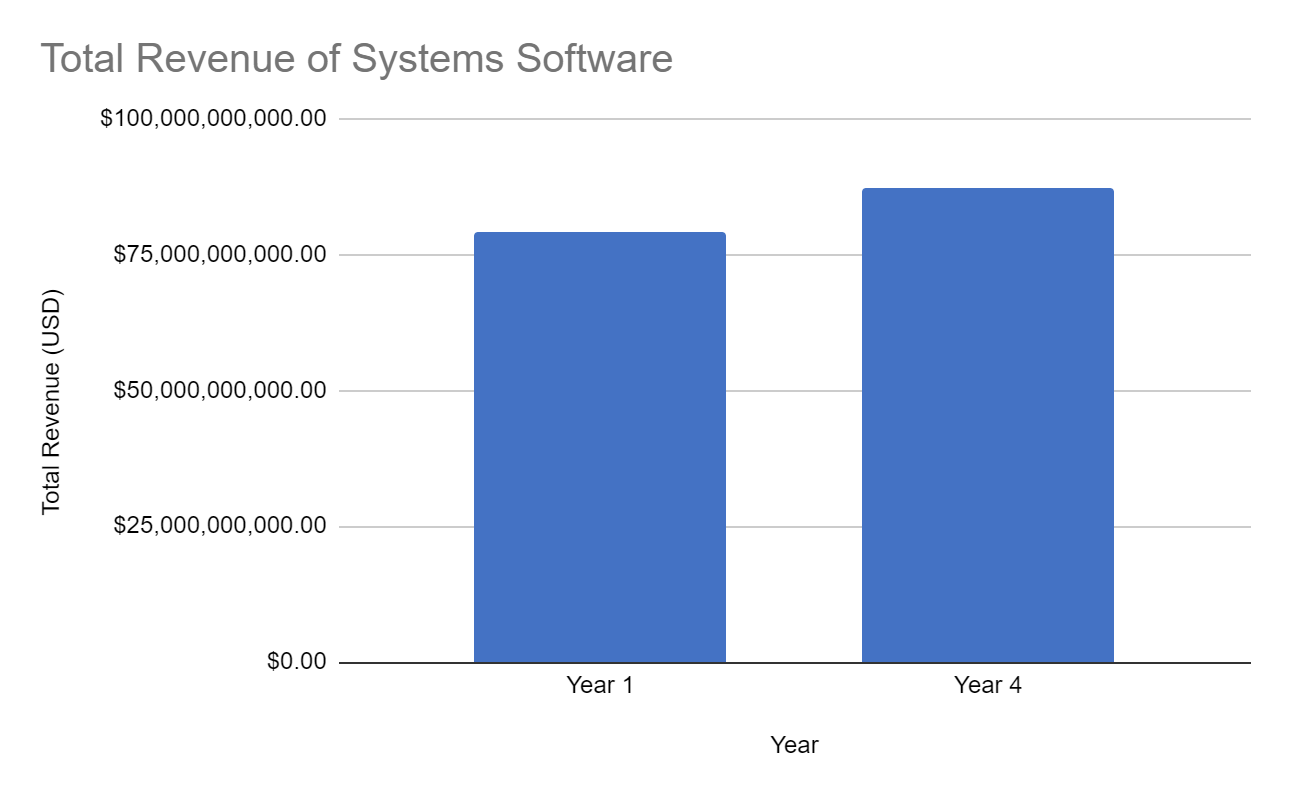 Total Revenue of Systems Software
$100,000,000,000.00
$75,000,000,000.00
$50,000,000,000.00
$25,000,000,000.00
$0.00
Total Revenue (USD)
Year 1
Year 4
Year